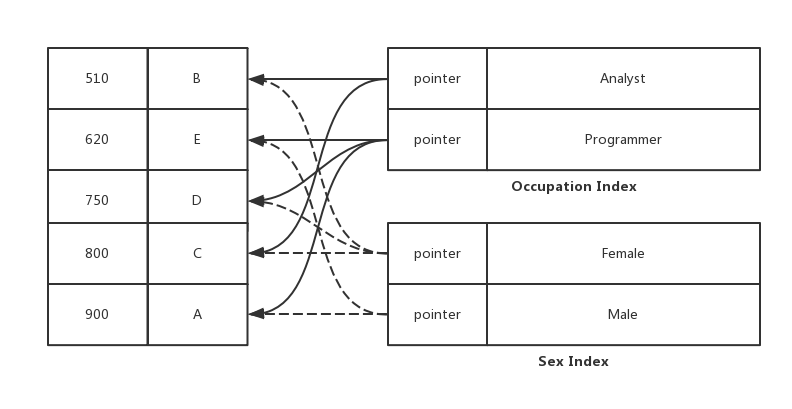 510 B pointer Analyst
620 E pointer Programmer
Occupation Index
750 D
800 C pointer Female
900 A pointer Male
Sex Index